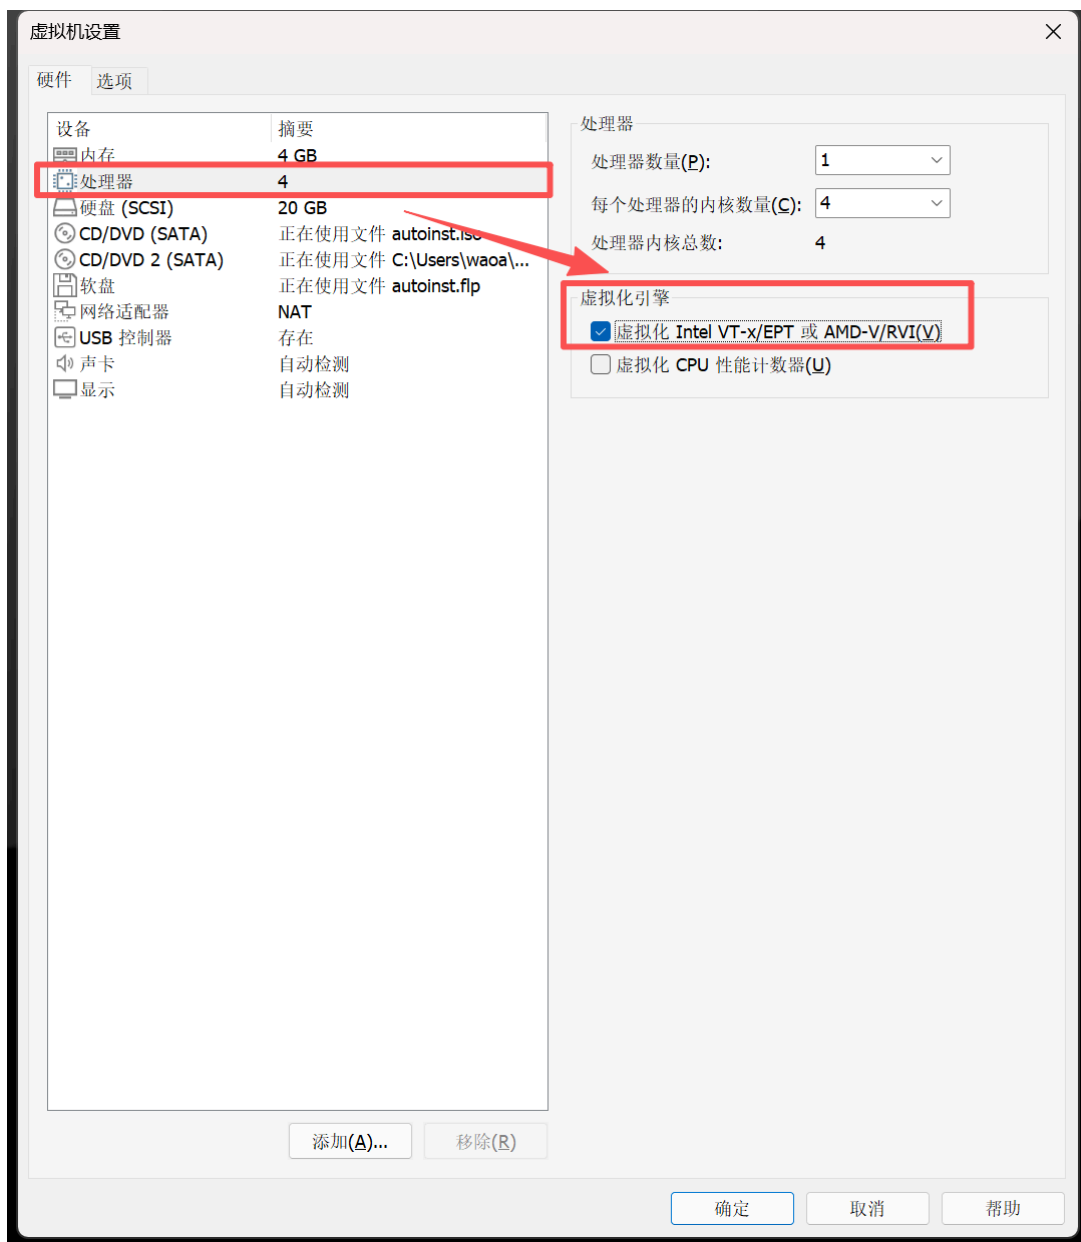 虚拟机设置
硬件 选项
设备 摘要
内存 4 GB
处理器 4
硬盘 (SCSI) 20 GB
CD/DVD (SATA) 正在使用文件 autoinst.iso
CD/DVD 2 (SATA) 正在使用文件 C:\Users\waoa\...
软盘 正在使用文件 autoinst.flp
网络适配器 NAT
USB 控制器 存在
声卡 自动检测
显示 自动检测
添加(A)... 移除(R)
处理器
处理器数量(P): 1
每个处理器的内核数量(C): 4
处理器内核总数: 4
虚拟化引擎
虚拟化 Intel VT-x/EPT 或 AMD-V/RVI(V)
虚拟化 CPU 性能计数器(U)
确定 取消 帮助